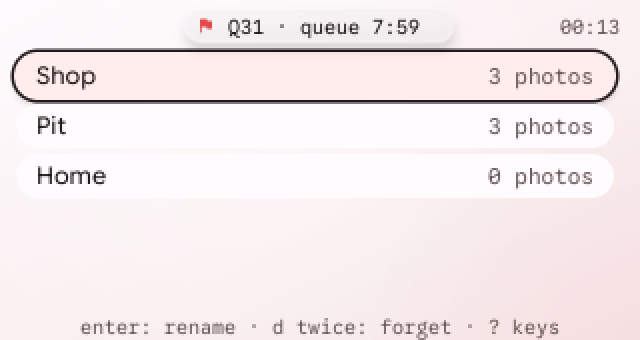 Q31 · queue 7:59
00:13
Shop 3 photos
Pit 3 photos
Home 0 photos
enter: rename · d twice: forget · ? keys